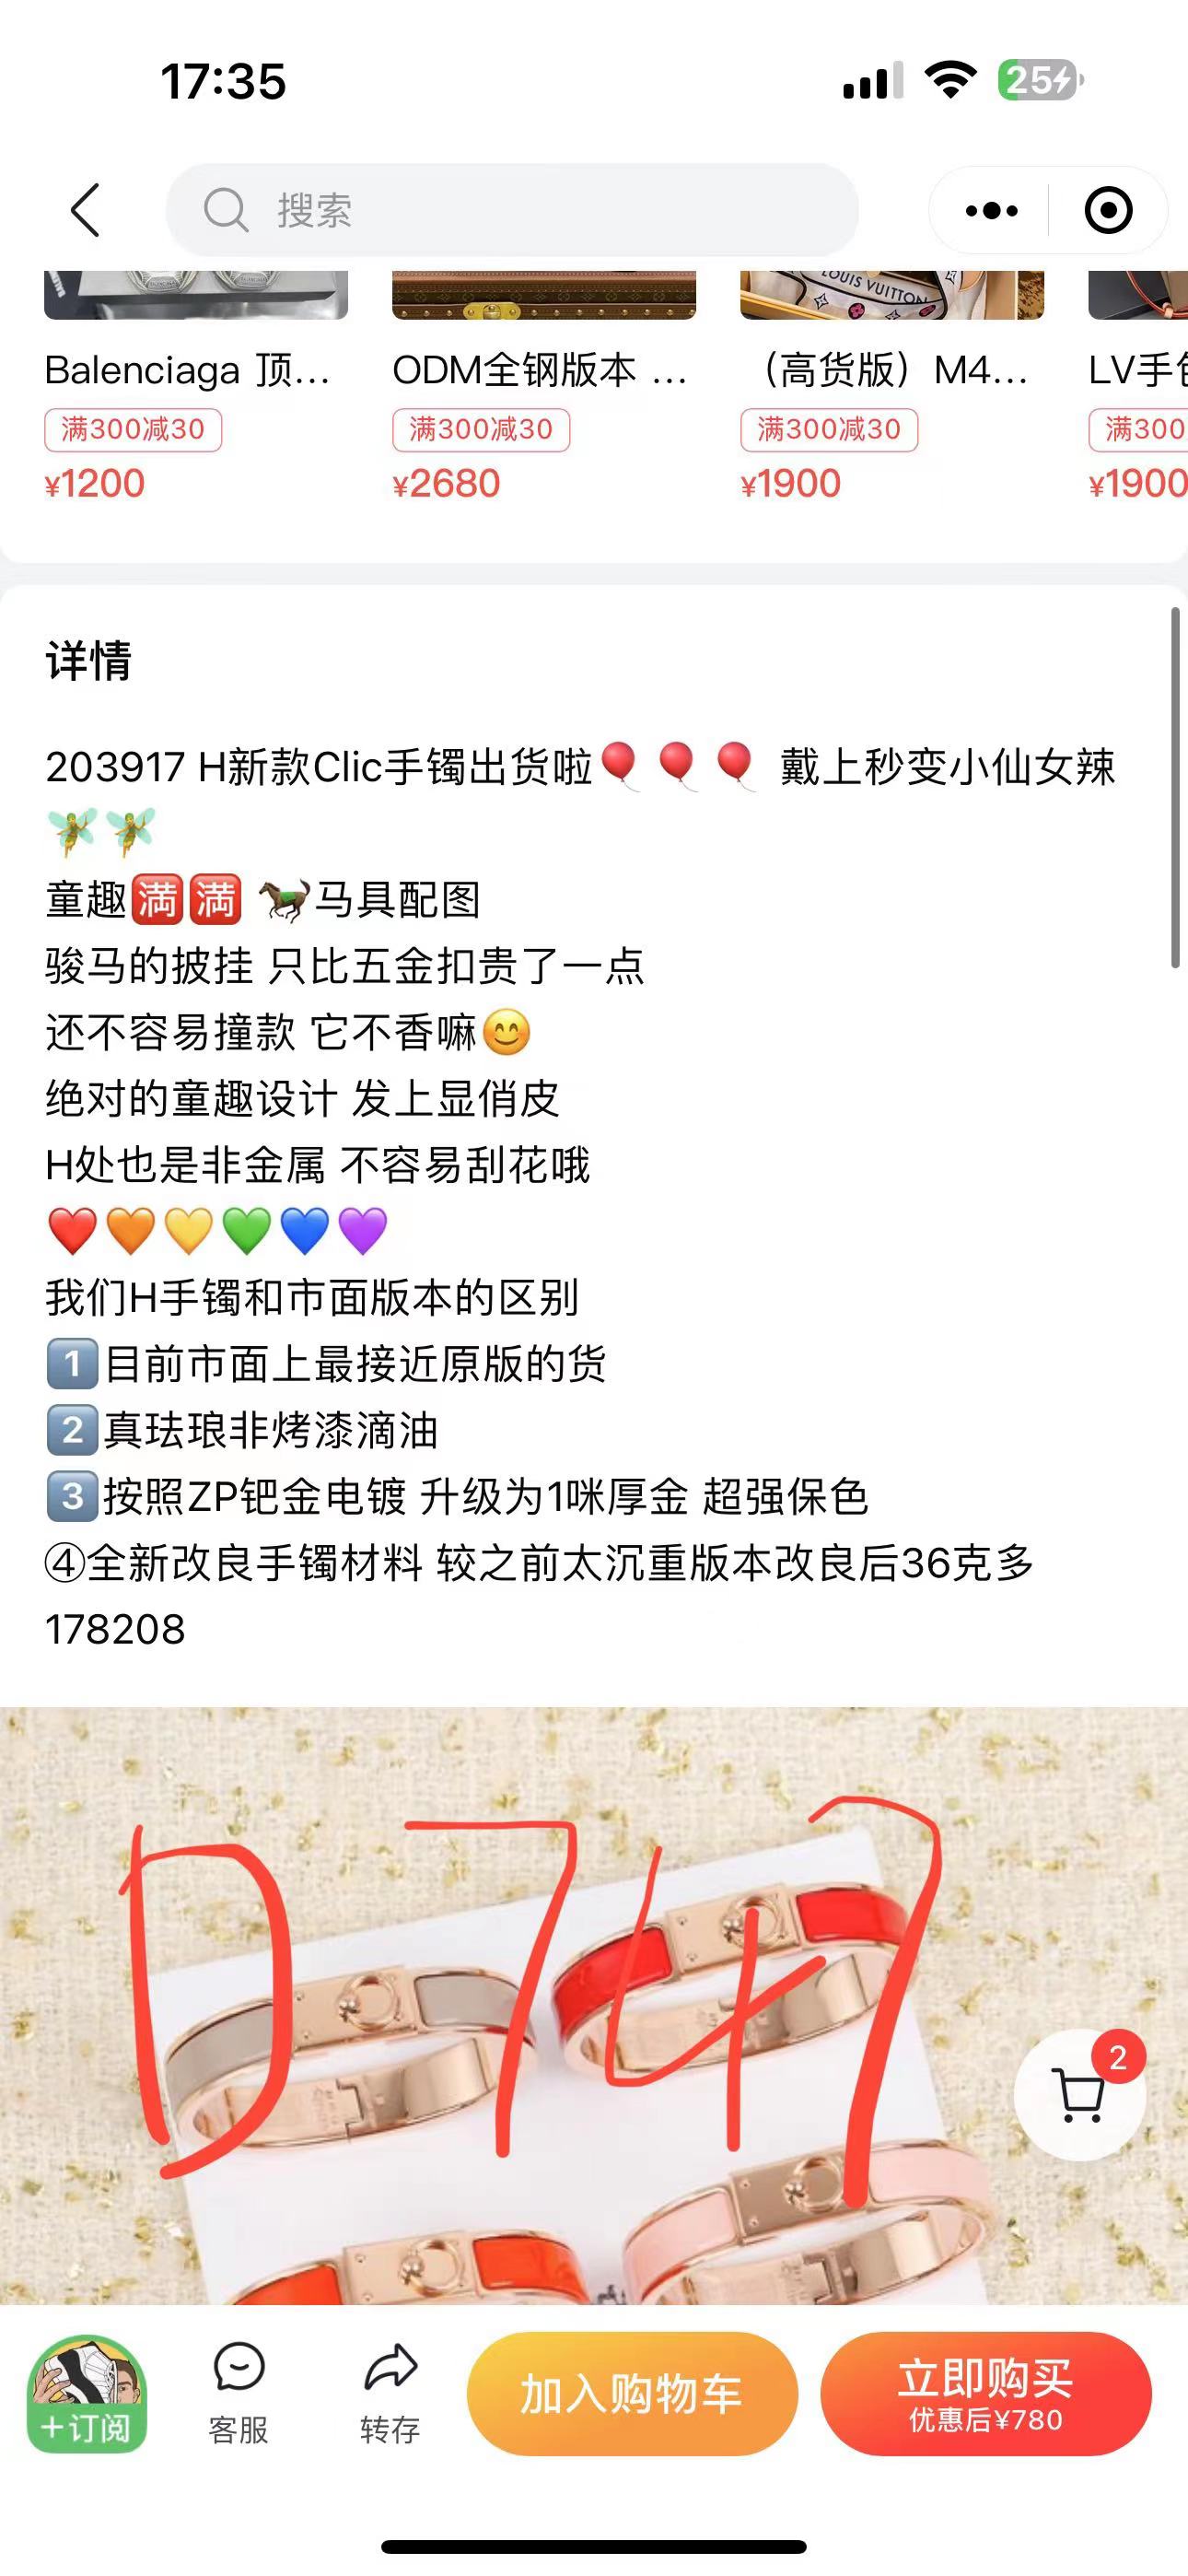 17:35
25
搜索
LOUIS VUITTON
Balenciaga 顶...
ODM全钢版本 ...
（高货版）M4...
LV手包
满300减30
满300减30
满300减30
满300
¥1200
¥2680
¥1900
¥1900
详情
203917 H新款Clic手镯出货啦🎈🎈🎈 戴上秒变小仙女辣
🧚🧚
童趣🈵🈵 🐎马具配图
骏马的披挂 只比五金扣贵了一点
还不容易撞款 它不香嘛😊
绝对的童趣设计 发上显俏皮
H处也是非金属 不容易刮花哦
❤️🧡💛💚💙💜
我们H手镯和市面版本的区别
1️⃣目前市面上最接近原版的货
2️⃣真珐琅非烤漆滴油
3️⃣按照ZP钯金电镀 升级为1咪厚金 超强保色
④全新改良手镯材料 较之前太沉重版本改良后36克多
178208
D747
2
+订阅
客服
转存
加入购物车
立即购买
优惠后¥780